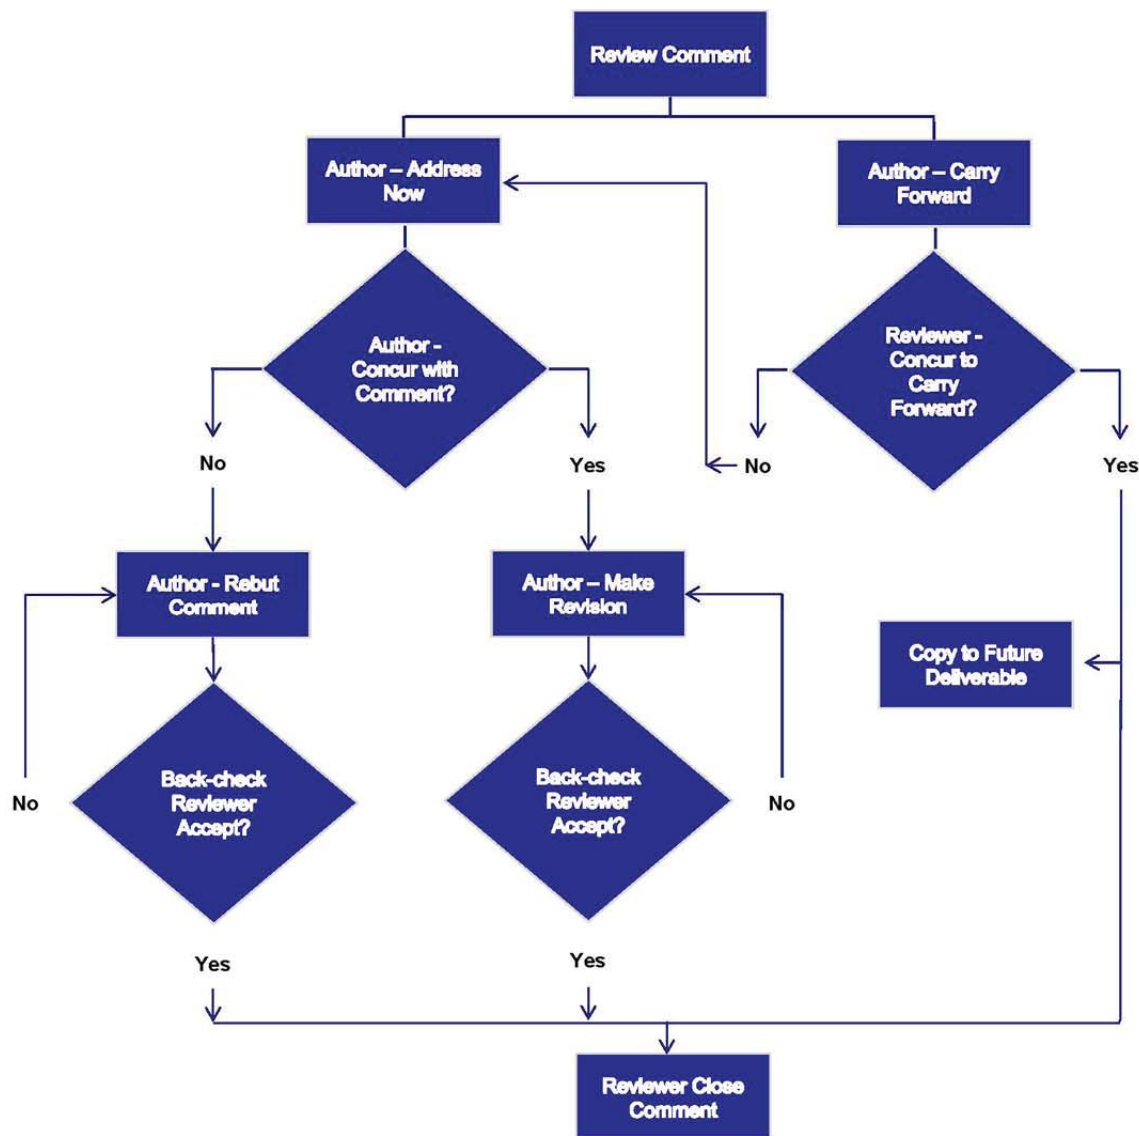 Review Comment
Author – Address
Now
Author – Carry
Forward
Author -
Concur with
Comment?
Reviewer -
Concur to
Carry
Forward?
No
Yes
No
Yes
Author - Rebut
Comment
Author – Make
Revision
Copy to Future
Deliverable
Back-check
Reviewer
Accept?
Back-check
Reviewer
Accept?
No
No
Yes
Yes
Reviewer Close
Comment